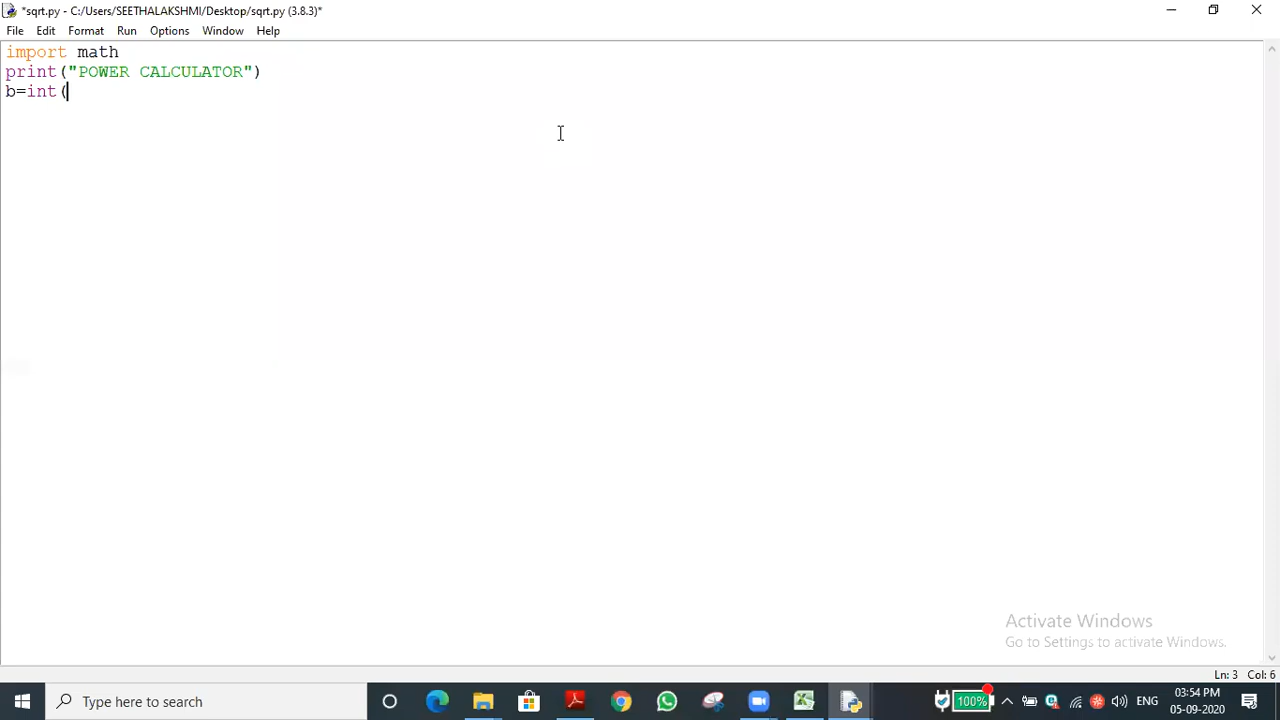 *sqrt.py - C:/Users/SEETHALAKSHMI/Desktop/sqrt.py (3.8.3)*
File Edit Format Run Options Window Help
import math
print("POWER CALCULATOR")
b=int(
Activate Windows
Go to Settings to activate Windows.
Ln: 3 Col: 6
Type here to search
100%
ENG
03:54 PM
05-09-2020